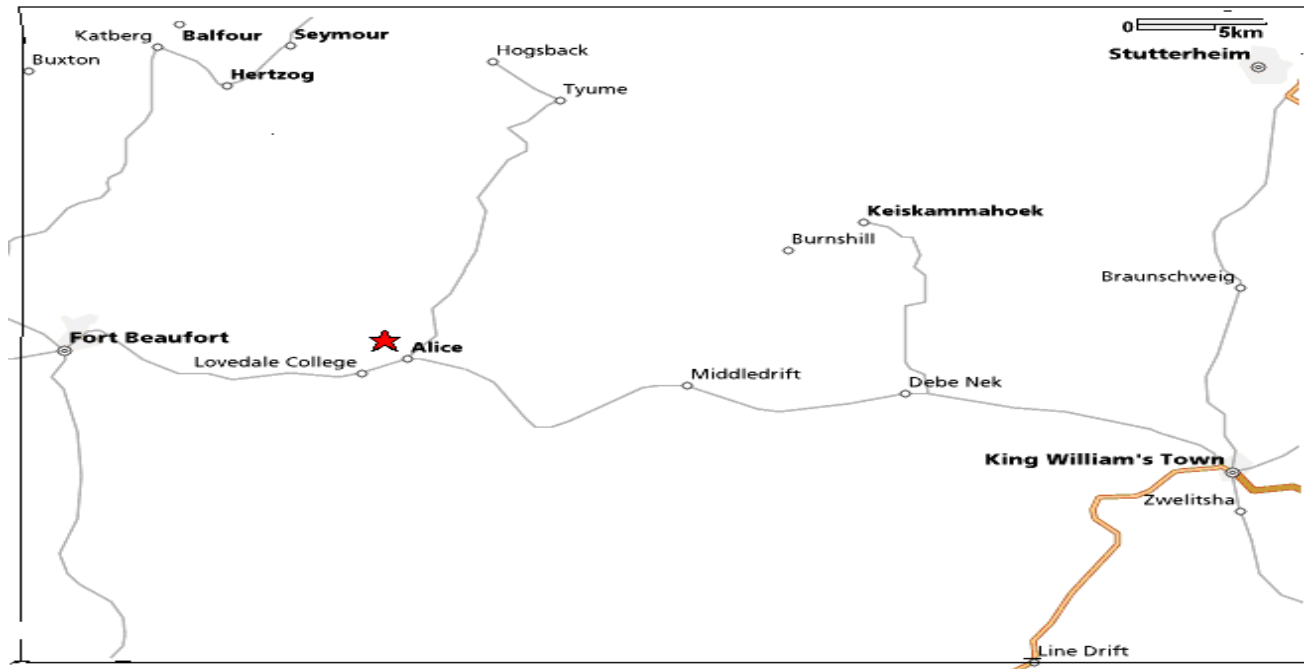 0
5km
Katberg
Balfour
Seymour
Buxton
Hertzog
Hogsback
Tyume
Stutterheim
Keiskammahoek
Burnshill
Braunschweig
Fort Beaufort
Lovedale College
Alice
Middledrift
Debe Nek
King William's Town
Zwelitsha
Line Drift